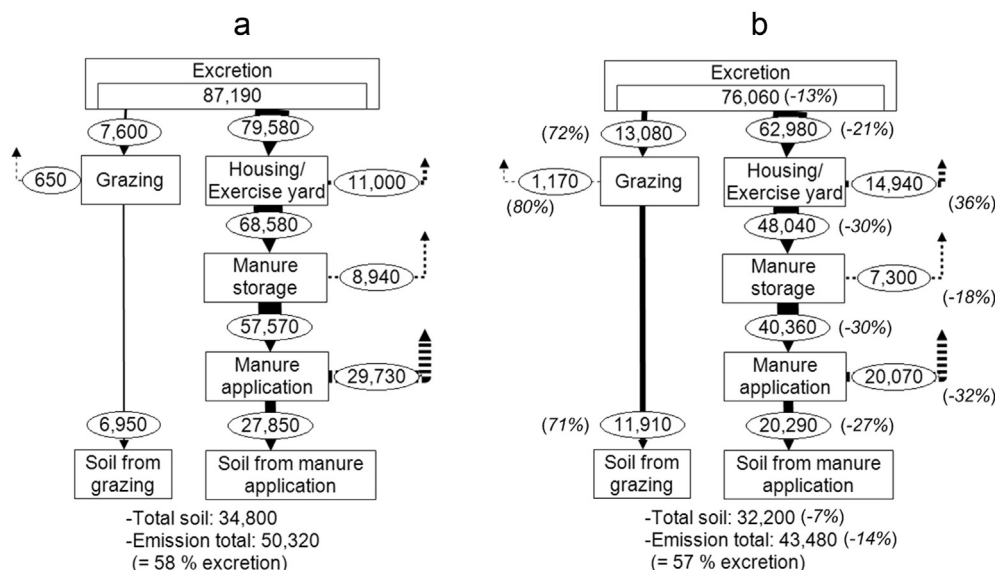 a
Excretion
87,190
7,600
79,580
650
Grazing
Housing/
Exercise yard
11,000
68,580
Manure
storage
8,940
57,570
Manure
application
29,730
6,950
27,850
Soil from
grazing
Soil from manure
application
-Total soil: 34,800
-Emission total: 50,320
(= 58 % excretion)
b
Excretion
76,060 (-13%)
(72%) 13,080
62,980 (-21%)
1,170
(80%)
Grazing
Housing/
Exercise yard
14,940
(36%)
48,040 (-30%)
Manure
storage
7,300
(-18%)
40,360 (-30%)
Manure
application
20,070
(-32%)
(71%) 11,910
20,290 (-27%)
Soil from
grazing
Soil from manure
application
-Total soil: 32,200 (-7%)
-Emission total: 43,480 (-14%)
(= 57 % excretion)